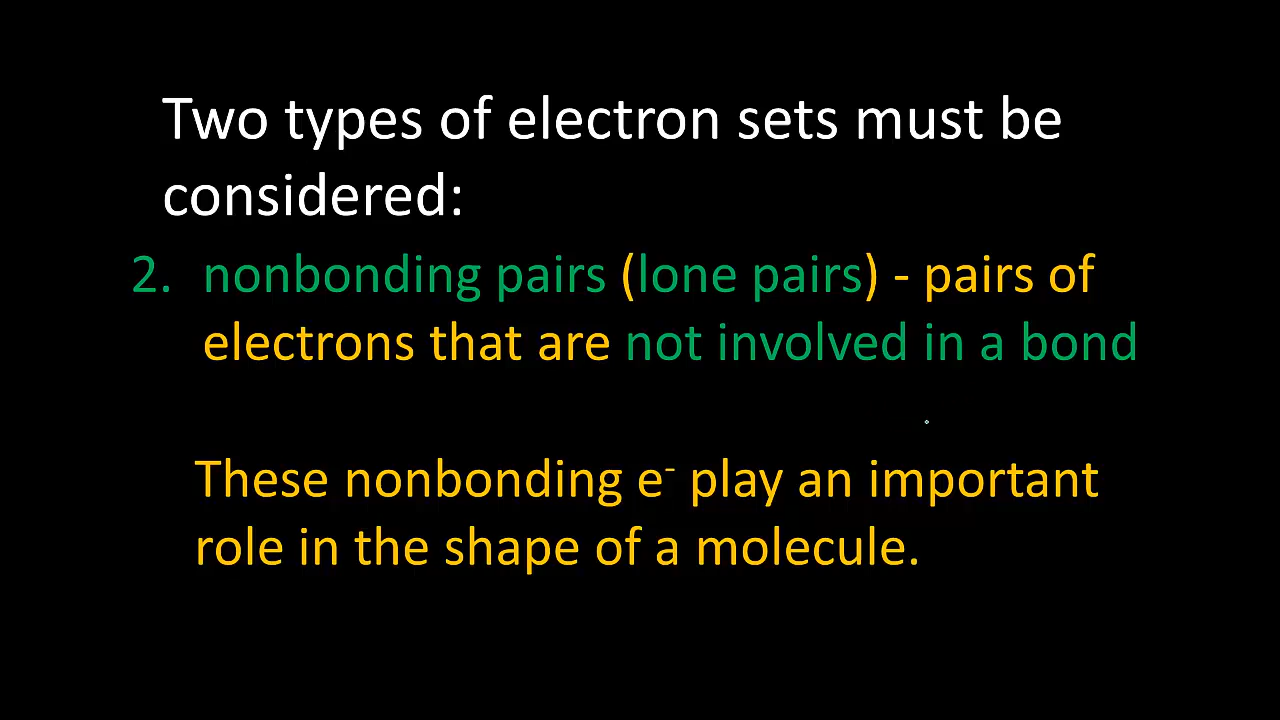 Two types of electron sets must be
considered:
2. nonbonding pairs (lone pairs) - pairs of
electrons that are not involved in a bond
These nonbonding e⁻ play an important
role in the shape of a molecule.